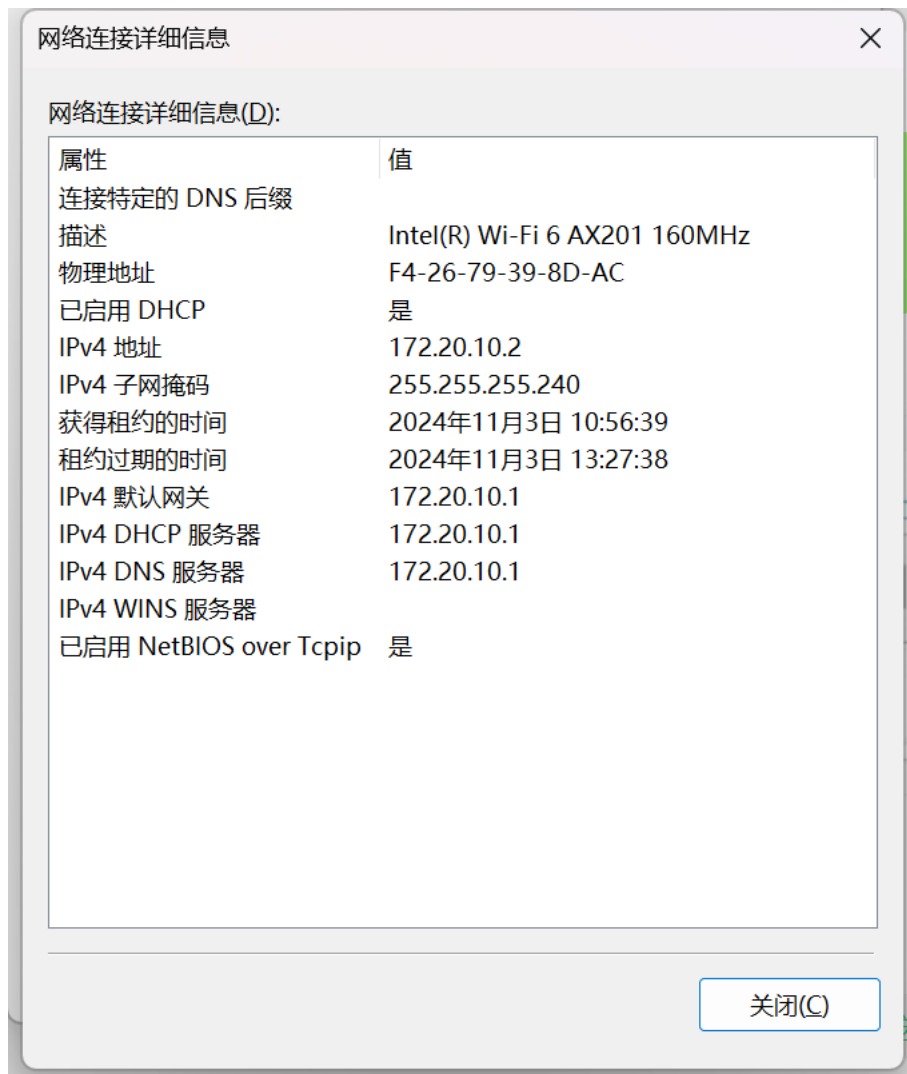 网络连接详细信息
网络连接详细信息(D):
属性 值
连接特定的 DNS 后缀
描述 Intel(R) Wi-Fi 6 AX201 160MHz
物理地址 F4-26-79-39-8D-AC
已启用 DHCP 是
IPv4 地址 172.20.10.2
IPv4 子网掩码 255.255.255.240
获得租约的时间 2024年11月3日 10:56:39
租约过期的时间 2024年11月3日 13:27:38
IPv4 默认网关 172.20.10.1
IPv4 DHCP 服务器 172.20.10.1
IPv4 DNS 服务器 172.20.10.1
IPv4 WINS 服务器
已启用 NetBIOS over Tcpip 是
关闭(C)